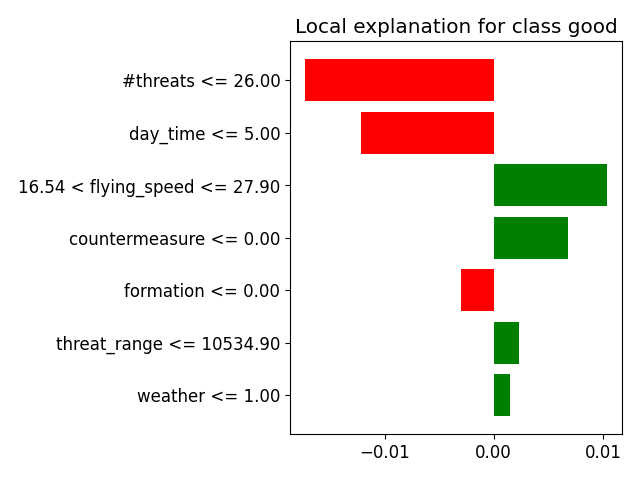 Local explanation for class good
#threats <= 26.00
day_time <= 5.00
16.54 < flying_speed <= 27.90
countermeasure <= 0.00
formation <= 0.00
threat_range <= 10534.90
weather <= 1.00
−0.01 0.00 0.01